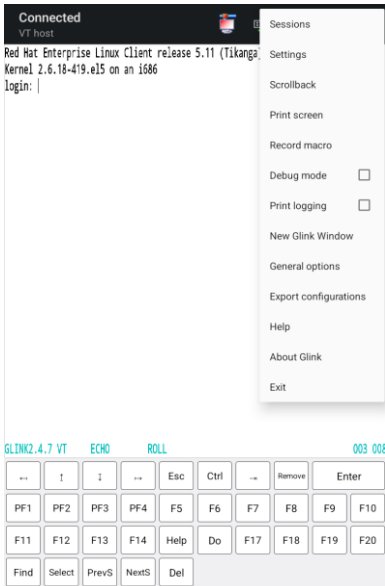 Connected
VT host
Red Hat Enterprise Linux Client release 5.11 (Tikanga)
Kernel 2.6.18-419.el5 on an i686
login:
Sessions
Settings
Scrollback
Print screen
Record macro
Debug mode
Print logging
New Glink Window
General options
Export configurations
Help
About Glink
Exit
GLINK2.4.7 VT ECHO ROLL 003 008
↔ ↑ ↕ ↔ Esc Ctrl → Remove Enter
PF1 PF2 PF3 PF4 F5 F6 F7 F8 F9 F10
F11 F12 F13 F14 Help Do F17 F18 F19 F20
Find Select PrevS NextS Del